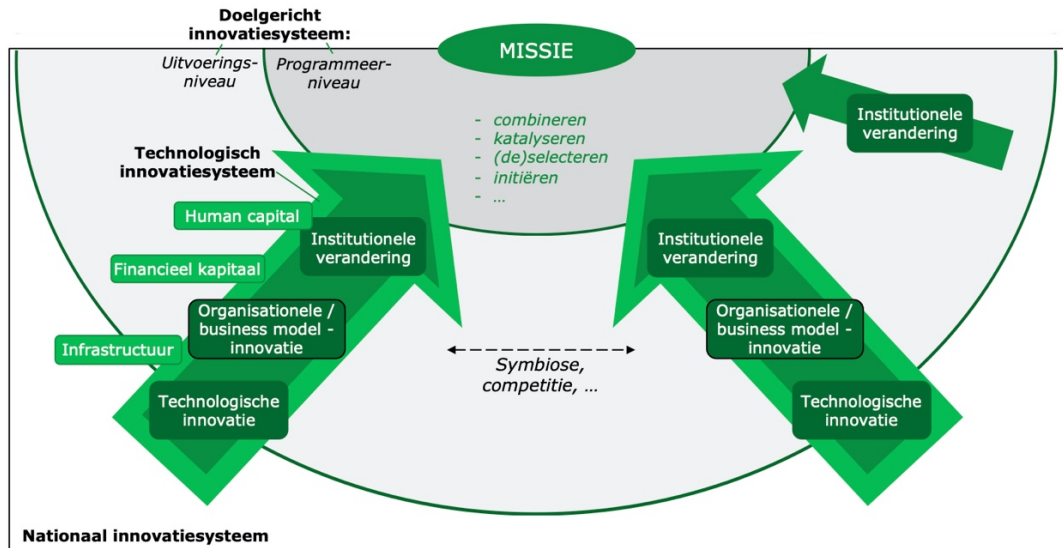 Doelgericht
innovatiesysteem:
Uitvoerings-
niveau
Programmeer-
niveau
MISSIE
- combineren
- katalyseren
- (de)selecteren
- initiëren
- ...
Institutionele
verandering
Technologisch
innovatiesysteem
Human capital
Financieel kapitaal
Infrastructuur
Institutionele
verandering
Organisationele /
business model -
innovatie
Technologische
innovatie
Symbiose,
competitie, ...
Institutionele
verandering
Organisationele /
business model -
innovatie
Technologische
innovatie
Nationaal innovatiesysteem